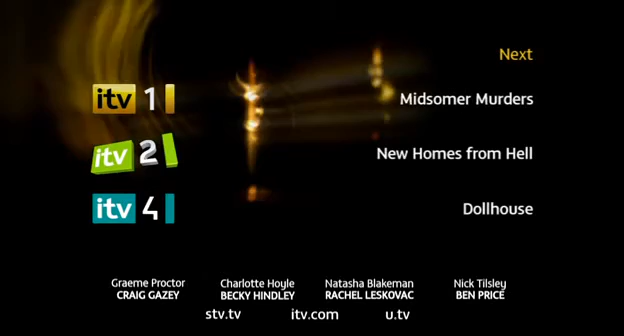 Next
itv 1
Midsomer Murders
itv 2
New Homes from Hell
itv 4
Dollhouse
Graeme Proctor Charlotte Hoyle Natasha Blakeman Nick Tilsley
CRAIG GAZEY BECKY HINDLEY RACHEL LESKOVAC BEN PRICE
stv.tv itv.com u.tv